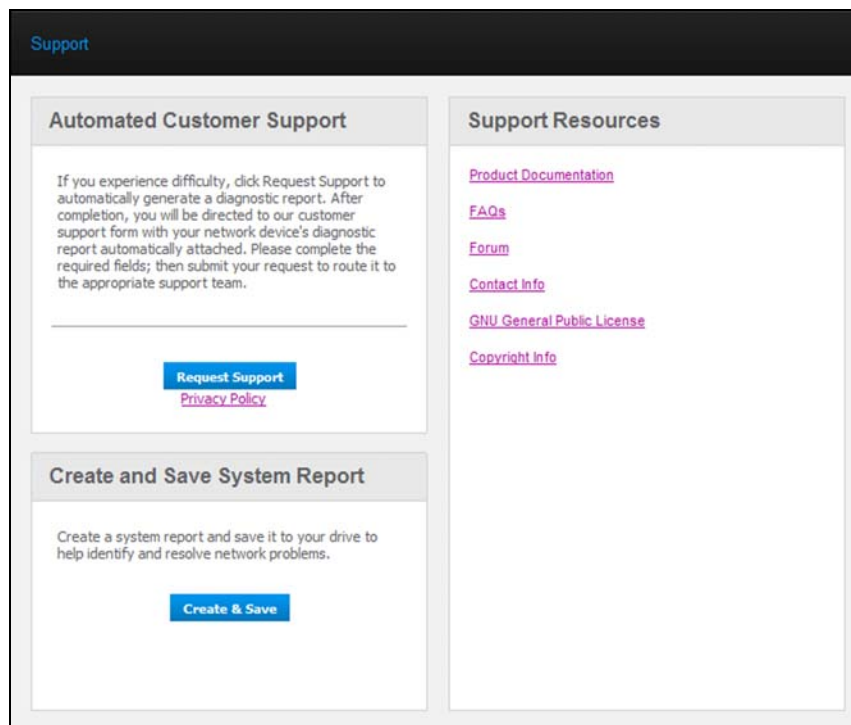 Support
Automated Customer Support
If you experience difficulty, click Request Support to
automatically generate a diagnostic report. After
completion, you will be directed to our customer
support form with your network device's diagnostic
report automatically attached. Please complete the
required fields; then submit your request to route it to
the appropriate support team.
Request Support
Privacy Policy
Create and Save System Report
Create a system report and save it to your drive to
help identify and resolve network problems.
Create & Save
Support Resources
Product Documentation
FAQs
Forum
Contact Info
GNU General Public License
Copyright Info